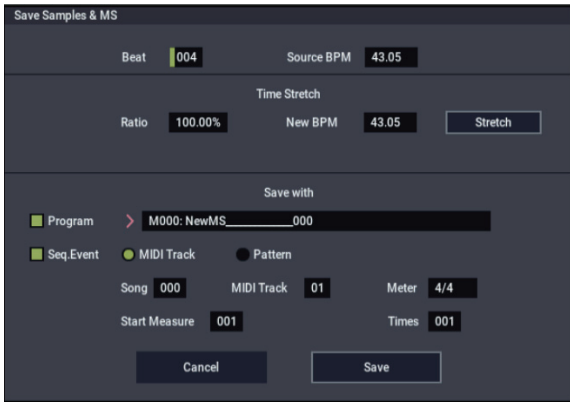 Save Samples & MS
Beat 004 Source BPM 43.05
Time Stretch
Ratio 100.00% New BPM 43.05 Stretch
Save with
Program M000: NewMS____________000
Seq.Event MIDI Track Pattern
Song 000 MIDI Track 01 Meter 4/4
Start Measure 001 Times 001
Cancel Save